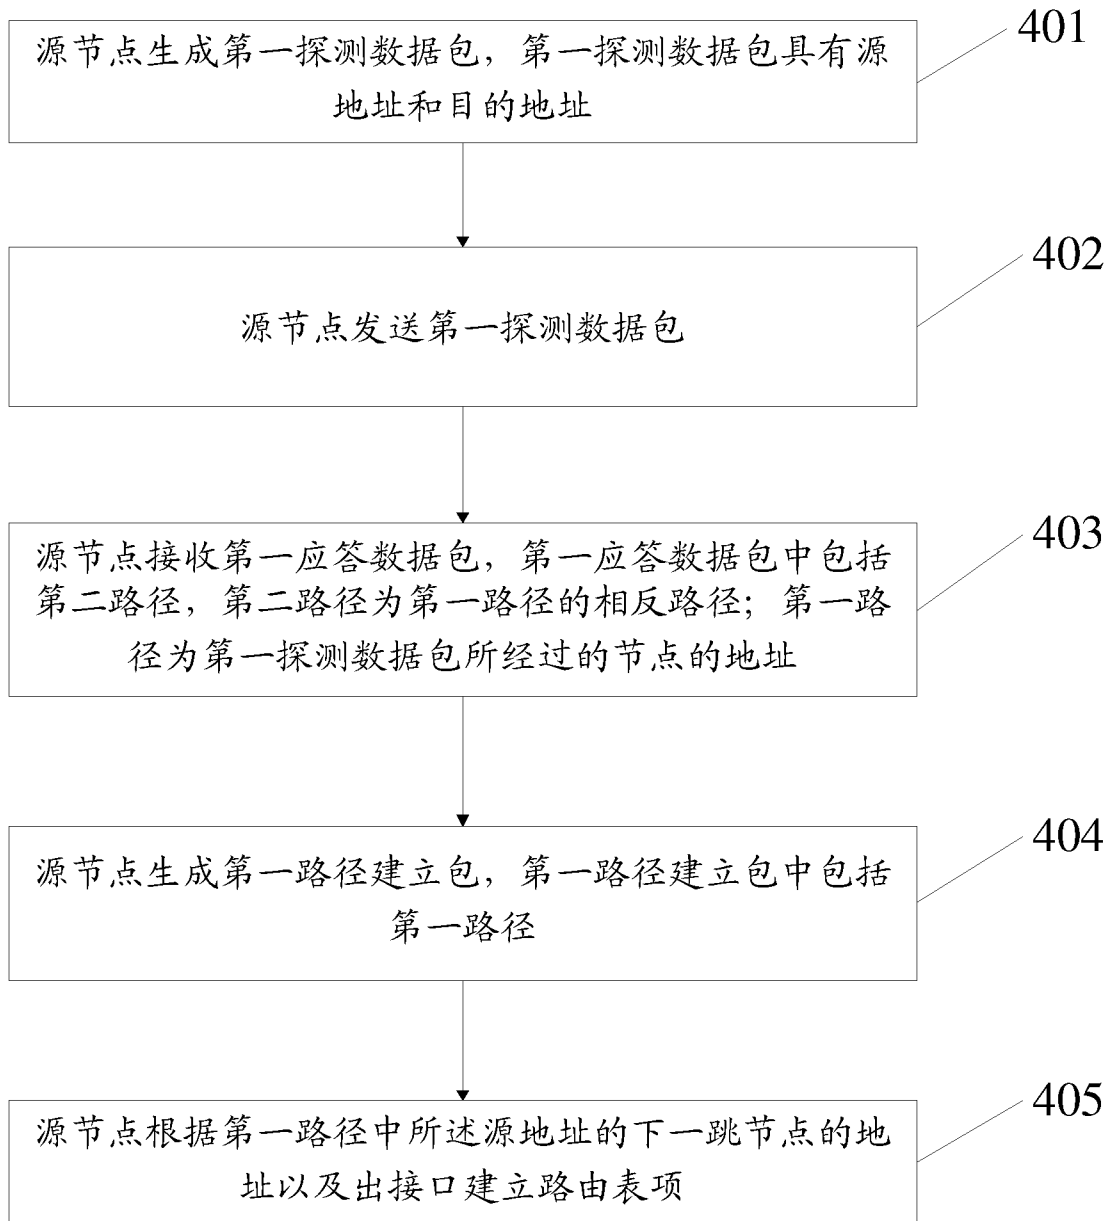 源节点生成第一探测数据包，第一探测数据包具有源
地址和目的地址
401
源节点发送第一探测数据包
402
源节点接收第一应答数据包，第一应答数据包中包括
第二路径，第二路径为第一路径的相反路径；第一路
径为第一探测数据包所经过的节点的地址
403
源节点生成第一路径建立包，第一路径建立包中包括
第一路径
404
源节点根据第一路径中所述源地址的下一跳节点的地
址以及出接口建立路由表项
405